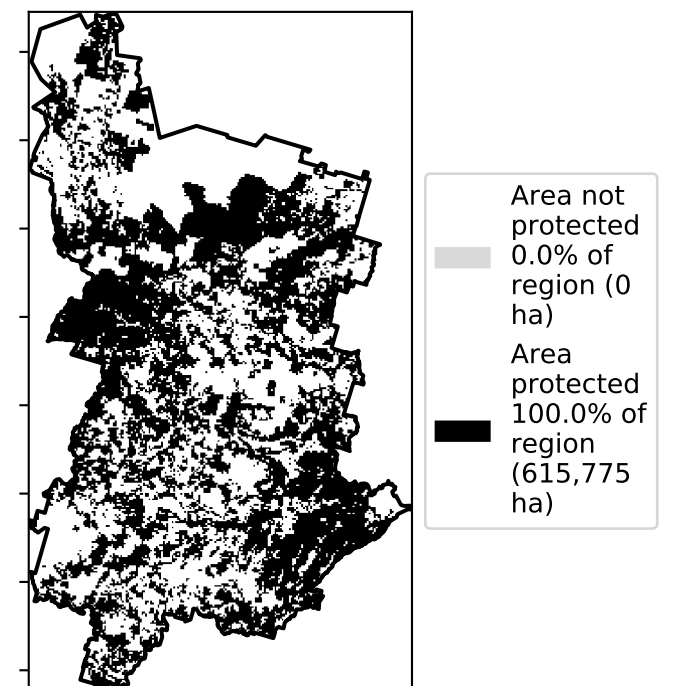 Area not
protected
0.0% of
region (0
ha)
Area
protected
100.0% of
region
(615,775
ha)